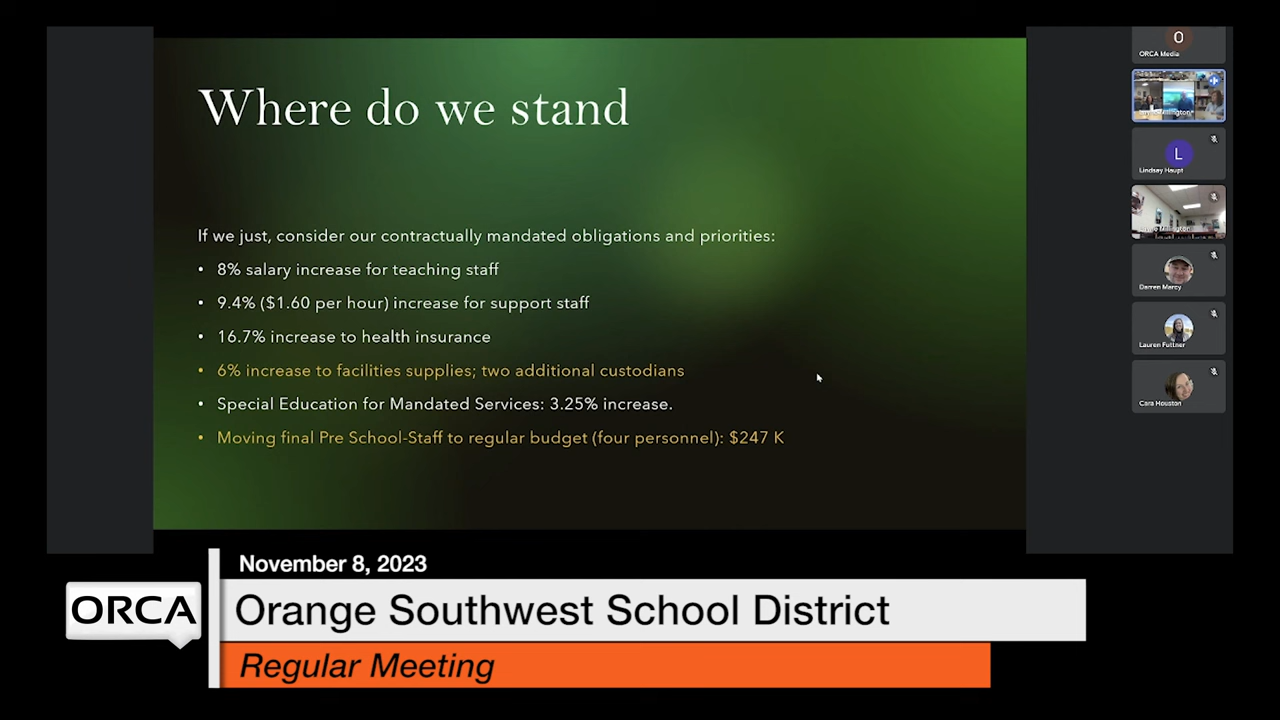 Where do we stand
If we just, consider our contractually mandated obligations and priorities:
• 8% salary increase for teaching staff
• 9.4% ($1.60 per hour) increase for support staff
• 16.7% increase to health insurance
• 6% increase to facilities supplies; two additional custodians
• Special Education for Mandated Services: 3.25% increase.
• Moving final Pre School-Staff to regular budget (four personnel): $247 K
O
ORCA Media
L
Lindsay Haupt
Darren Marcy
Lauren Futtner
Cara Houston
November 8, 2023
ORCA
Orange Southwest School District
Regular Meeting